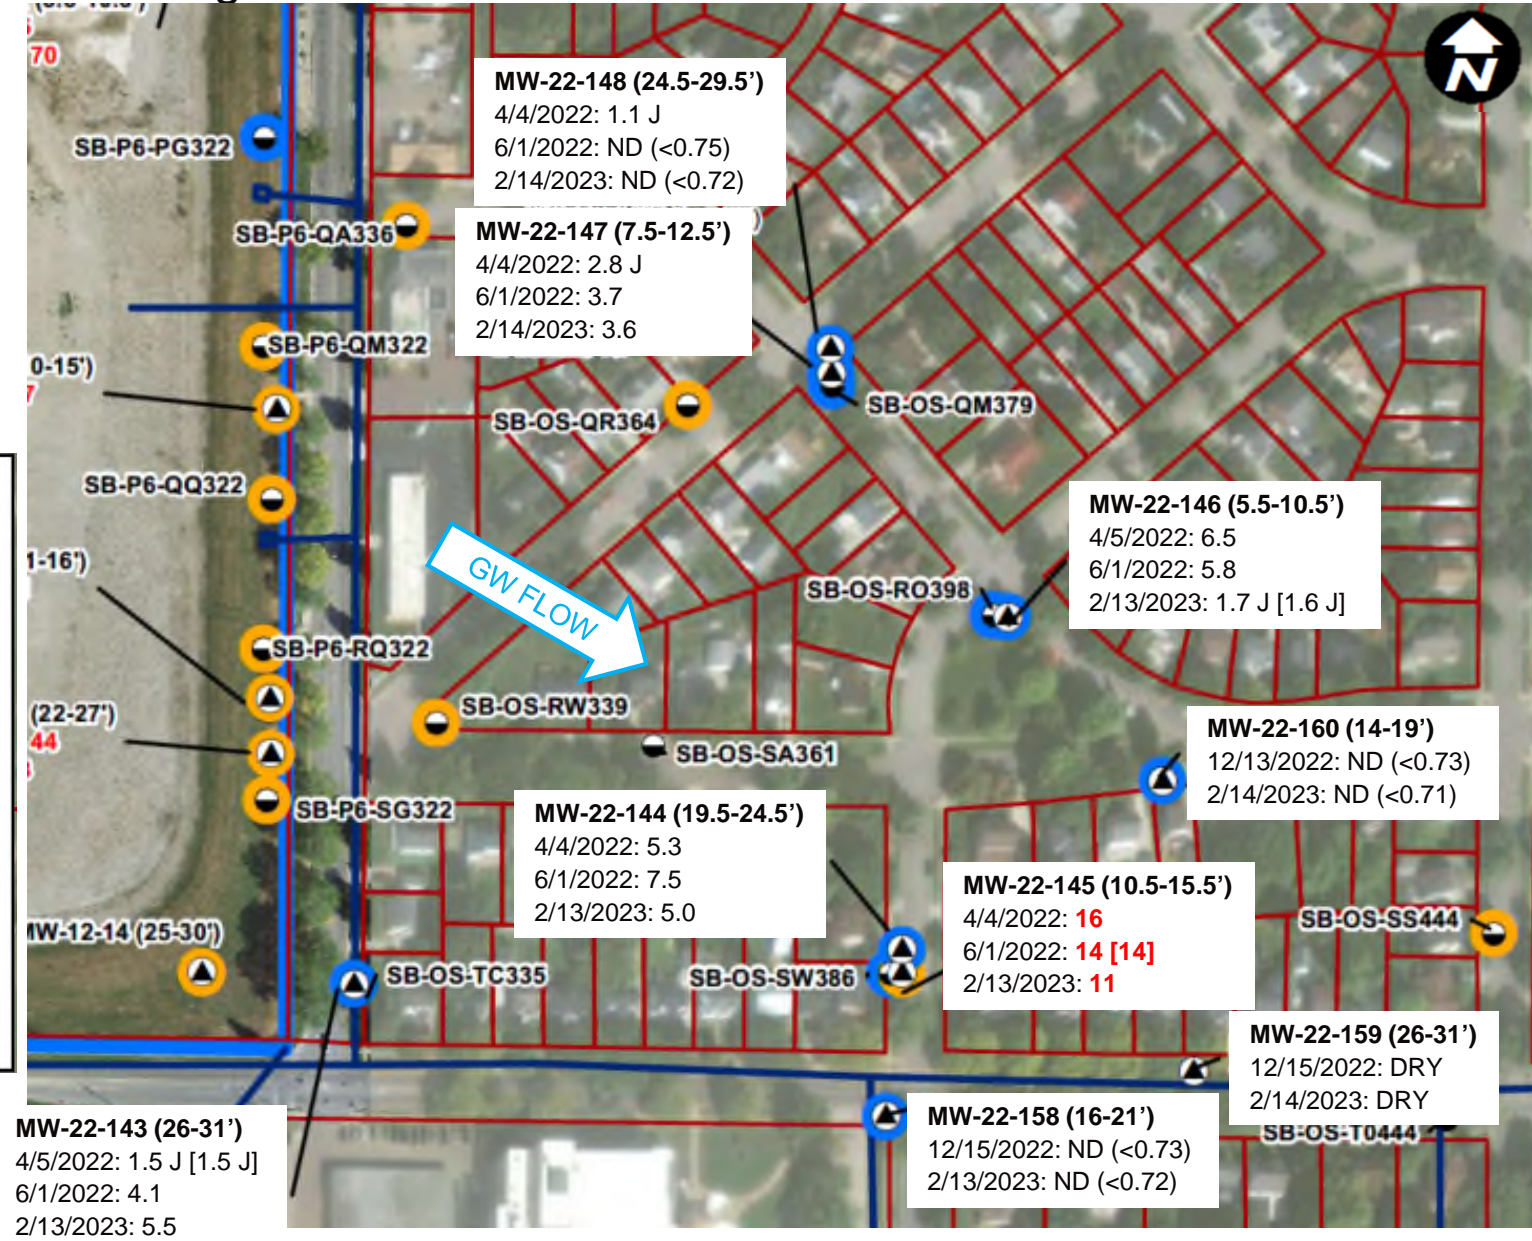 70
N
MW-22-148 (24.5-29.5')
4/4/2022: 1.1 J
6/1/2022: ND (<0.75)
2/14/2023: ND (<0.72)
SB-P6-PG322
SB-P6-QA336
MW-22-147 (7.5-12.5')
4/4/2022: 2.8 J
6/1/2022: 3.7
2/14/2023: 3.6
SB-P6-QM322
0-15')
7
SB-OS-QR364
SB-OS-QM379
SB-P6-QQ322
MW-22-146 (5.5-10.5')
4/5/2022: 6.5
6/1/2022: 5.8
2/13/2023: 1.7 J [1.6 J]
1-16')
GW FLOW
SB-OS-RO398
SB-P6-RQ322
(22-27')
44
SB-OS-RW339
SB-OS-SA361
MW-22-160 (14-19')
12/13/2022: ND (<0.73)
2/14/2023: ND (<0.71)
SB-P6-SG322
MW-22-144 (19.5-24.5')
4/4/2022: 5.3
6/1/2022: 7.5
2/13/2023: 5.0
MW-22-145 (10.5-15.5')
4/4/2022: 16
6/1/2022: 14 [14]
2/13/2023: 11
SB-OS-SS444
MW-12-14 (25-30')
SB-OS-TC335
SB-OS-SW386
MW-22-159 (26-31')
12/15/2022: DRY
2/14/2023: DRY
SB-OS-T0444
MW-22-158 (16-21')
12/15/2022: ND (<0.73)
2/13/2023: ND (<0.72)
MW-22-143 (26-31')
4/5/2022: 1.5 J [1.5 J]
6/1/2022: 4.1
2/13/2023: 5.5